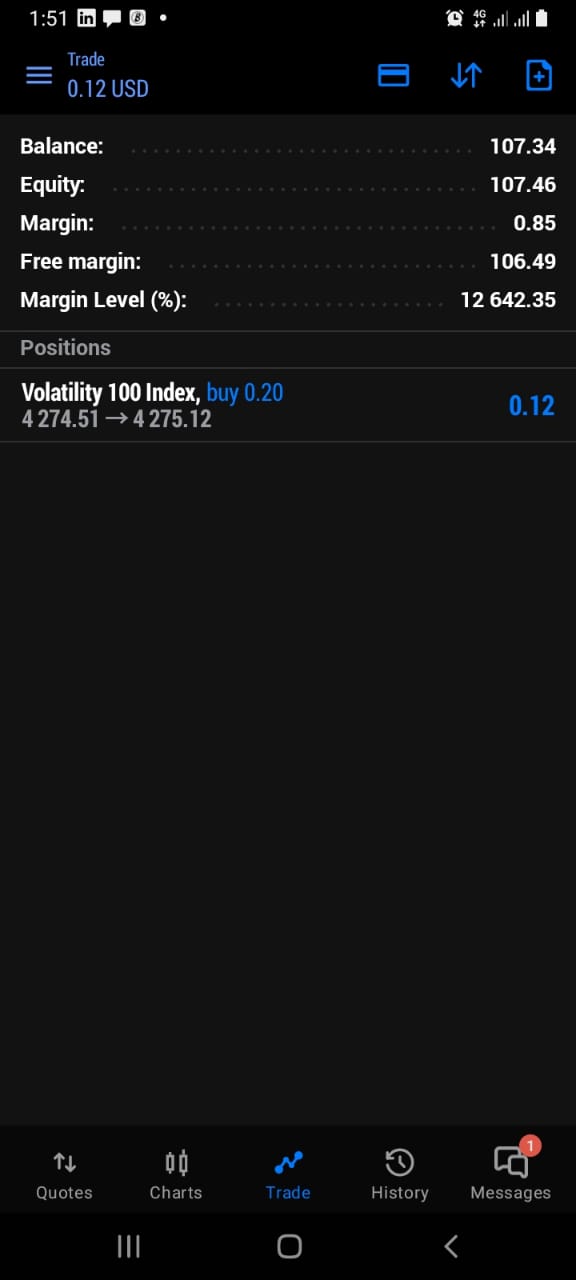 1:51
4G
Trade
0.12 USD
Balance: 107.34
Equity: 107.46
Margin: 0.85
Free margin: 106.49
Margin Level (%): 12 642.35
Positions
Volatility 100 Index, buy 0.20
4 274.51 → 4 275.12 0.12
Quotes Charts Trade History 1 Messages